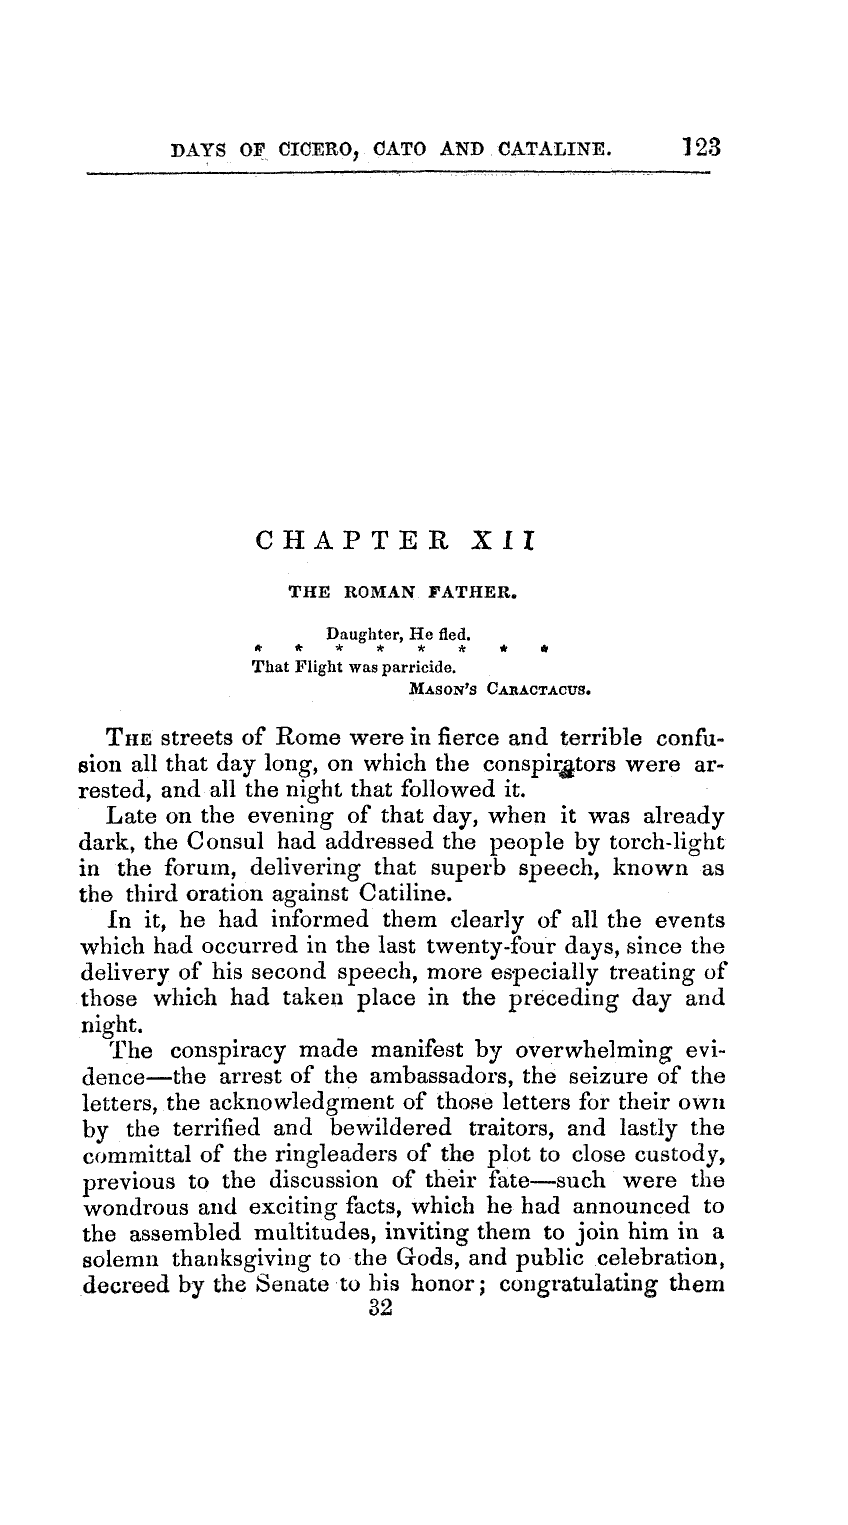 DAYS OF CICERO, CATO AND CATALINE. 123
CHAPTER XII
THE ROMAN FATHER.
Daughter, He fled.
* * * * * * * *
That Flight was parricide.
MASON'S CARACTACUS.
THE streets of Rome were in fierce and terrible confu-
sion all that day long, on which the conspirators were ar-
rested, and all the night that followed it.
Late on the evening of that day, when it was already
dark, the Consul had addressed the people by torch-light
in the forum, delivering that superb speech, known as
the third oration against Catiline.
In it, he had informed them clearly of all the events
which had occurred in the last twenty-four days, since the
delivery of his second speech, more especially treating of
those which had taken place in the preceding day and
night.
The conspiracy made manifest by overwhelming evi-
dence—the arrest of the ambassadors, the seizure of the
letters, the acknowledgment of those letters for their own
by the terrified and bewildered traitors, and lastly the
committal of the ringleaders of the plot to close custody,
previous to the discussion of their fate—such were the
wondrous and exciting facts, which he had announced to
the assembled multitudes, inviting them to join him in a
solemn thanksgiving to the Gods, and public celebration,
decreed by the Senate to his honor; congratulating them
32